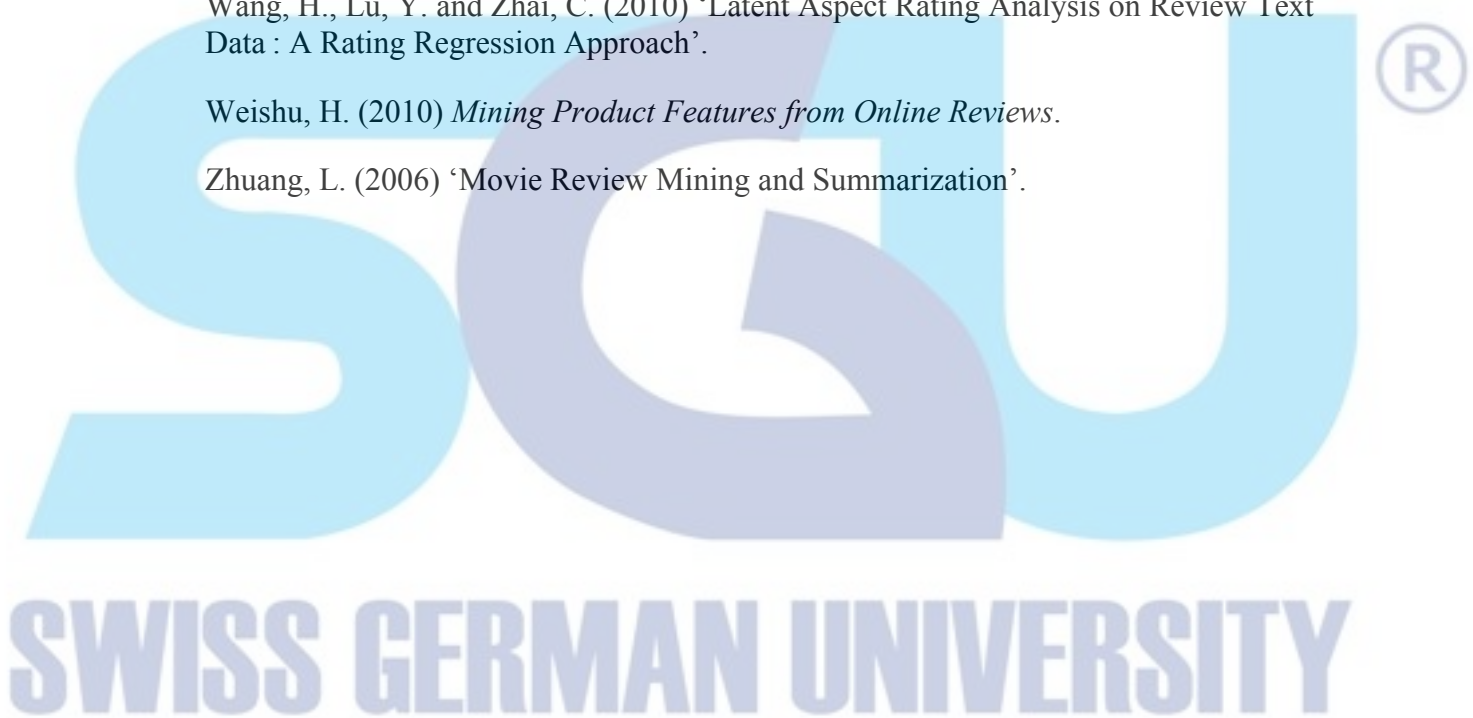 Wang, H., Lu, Y. and Zhai, C. (2010) ‘Latent Aspect Rating Analysis on Review Text
Data : A Rating Regression Approach’.
Weishu, H. (2010) Mining Product Features from Online Reviews.
Zhuang, L. (2006) ‘Movie Review Mining and Summarization’.
SGU
®
SWISS GERMAN UNIVERSITY